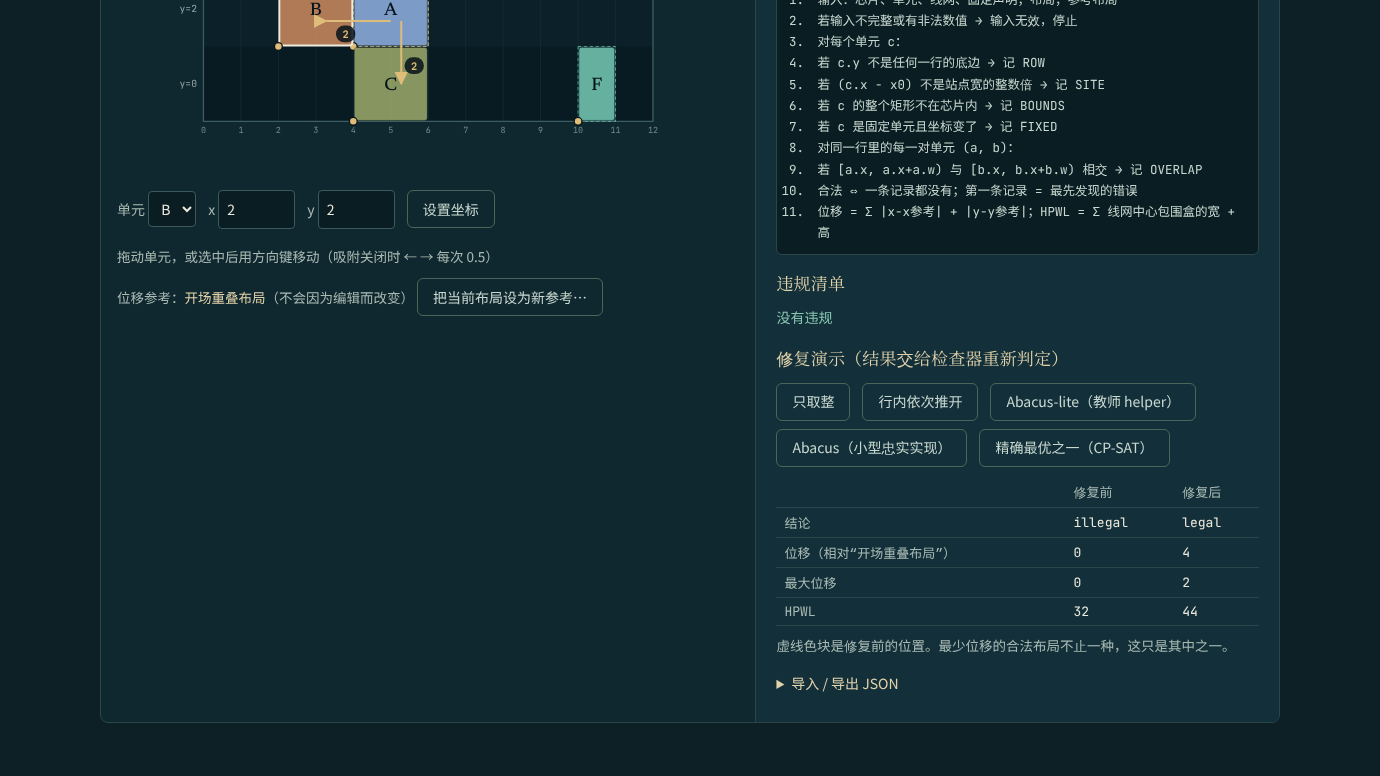 y=2
B
A
2
2
C
F
y=0
0 1 2 3 4 5 6 7 8 9 10 11 12
单元 B x 2 y 2 设置坐标
拖动单元，或选中后用方向键移动（吸附关闭时 ←→ 每次 0.5）
位移参考：开场重叠布局（不会因为编辑而改变） 把当前布局设为新参考…
2. 若输入不完整或有非法数值 → 输入无效，停止
3. 对每个单元 c：
4. 若 c.y 不是任何一行的底边 → 记 ROW
5. 若 (c.x - x0) 不是站点宽的整数倍 → 记 SITE
6. 若 c 的整个矩形不在芯片内 → 记 BOUNDS
7. 若 c 是固定单元且坐标变了 → 记 FIXED
8. 对同一行里的每一对单元 (a, b)：
9. 若 [a.x, a.x+a.w) 与 [b.x, b.x+b.w) 相交 → 记 OVERLAP
10. 合法 ⇔ 一条记录都没有；第一条记录 = 最先发现的错误
11. 位移 = Σ |x-x参考| + |y-y参考|；HPWL = Σ 线网中心包围盒的宽 +
高
违规清单
没有违规
修复演示（结果交给检查器重新判定）
只取整 行内依次推开 Abacus-lite（教师 helper）
Abacus（小型忠实实现） 精确最优之一（CP-SAT）
修复前 修复后
结论 illegal legal
位移（相对“开场重叠布局”） 0 4
最大位移 0 2
HPWL 32 44
虚线色块是修复前的位置。最少位移的合法布局不止一种，这只是其中之一。
▶ 导入 / 导出 JSON